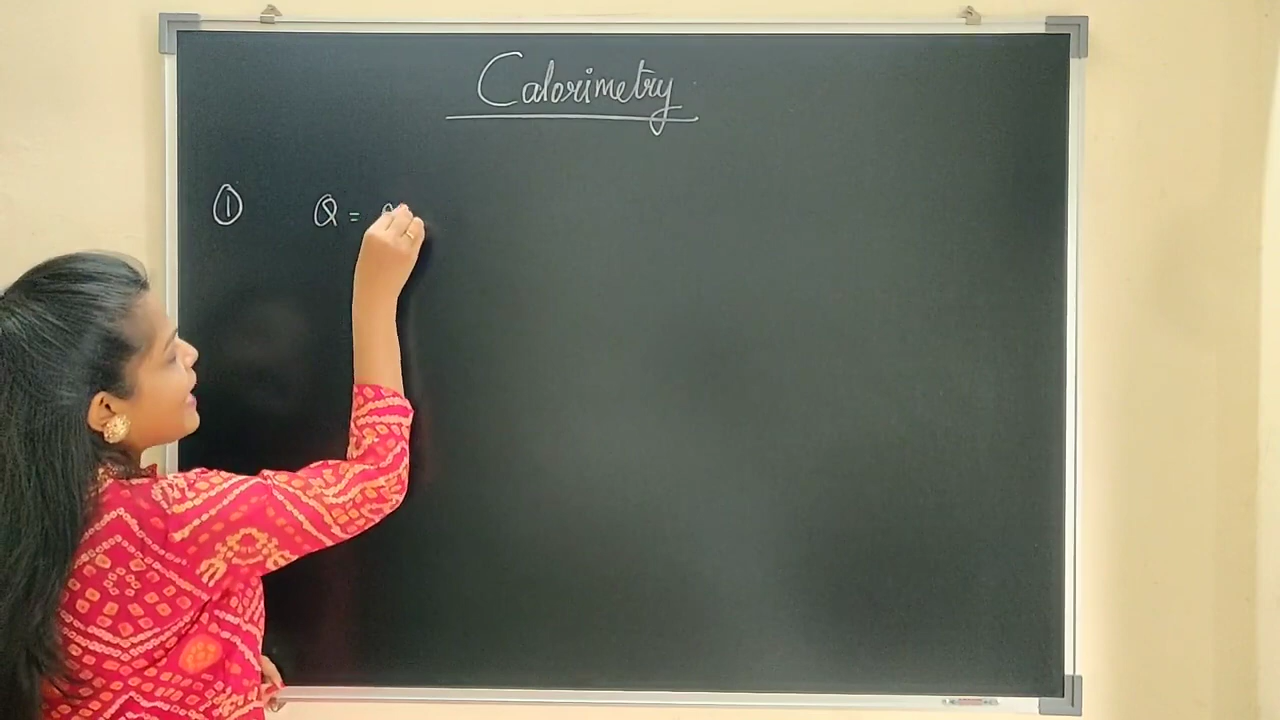 Calorimetry
① Q =